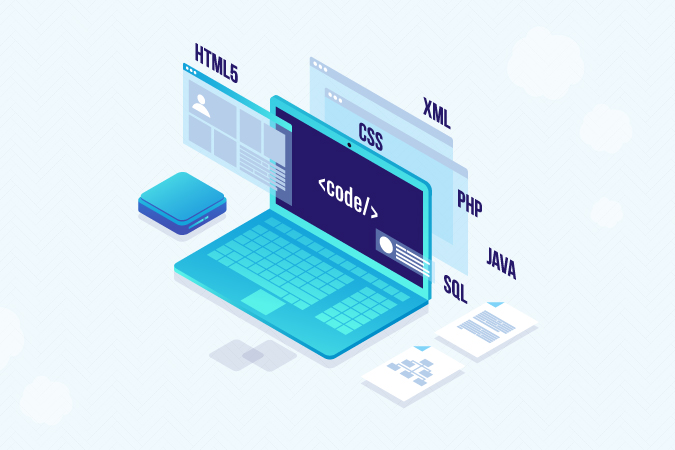 HTML5
XML
CSS
<code/>
PHP
JAVA
SQL